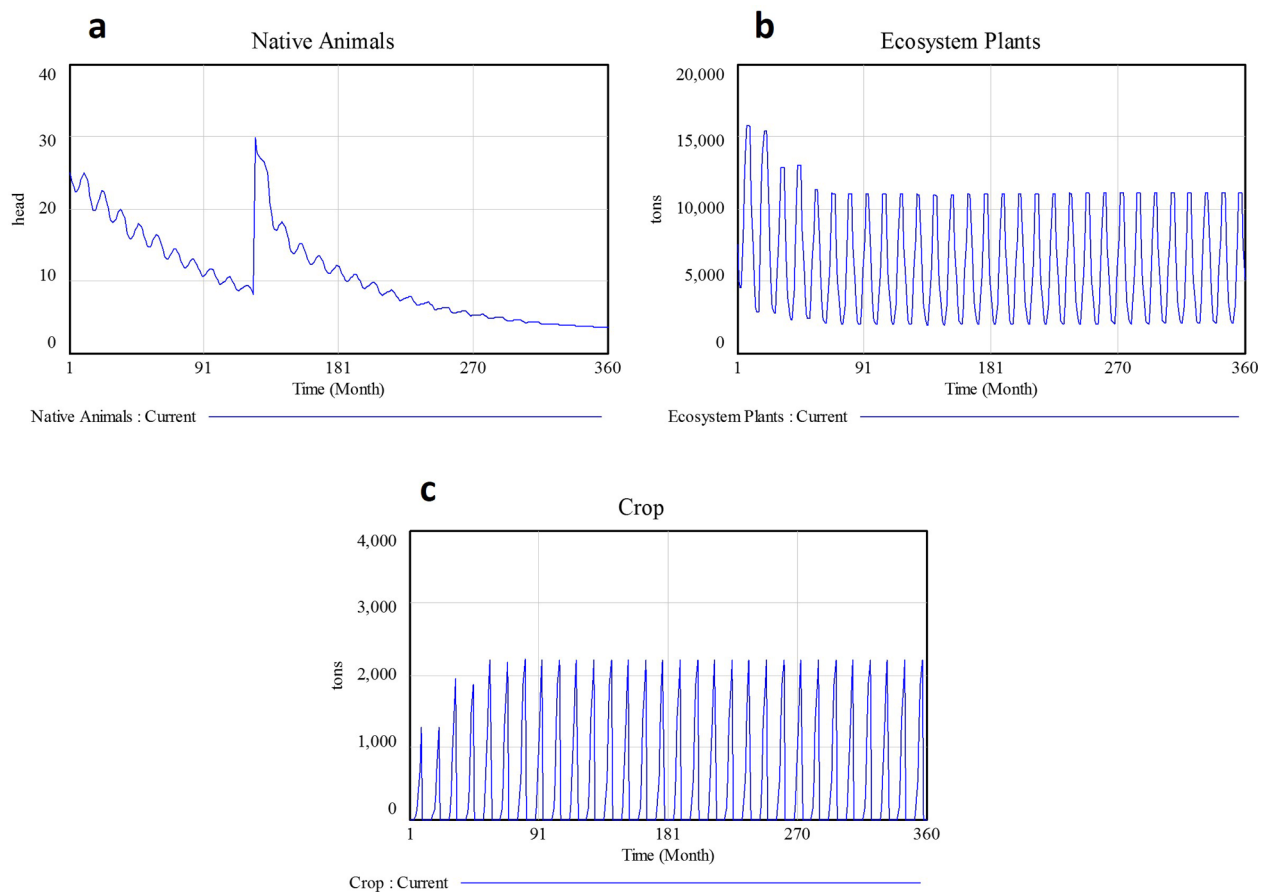 a
Native Animals
40
30
20
10
0
head
1 91 181 270 360
Time (Month)
Native Animals : Current
b
Ecosystem Plants
20,000
15,000
10,000
5,000
0
tons
1 91 181 270 360
Time (Month)
Ecosystem Plants : Current
c
Crop
4,000
3,000
2,000
1,000
0
tons
1 91 181 270 360
Time (Month)
Crop : Current